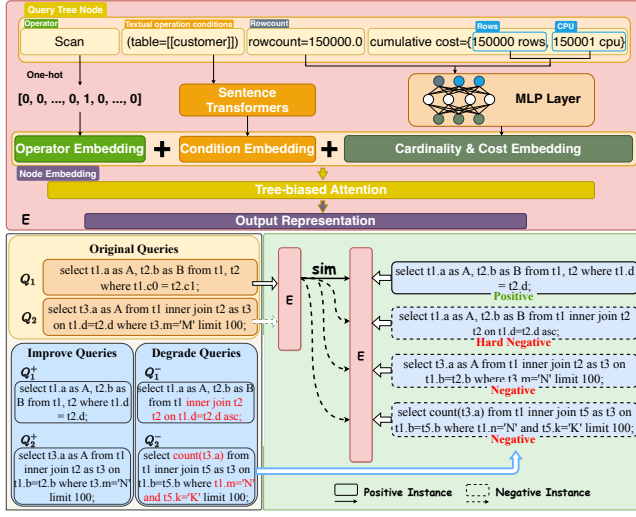 Query Tree Node
Operator
Textual operation conditions
Rowcount
Rows
CPU
Scan
(table=[[customer]])
rowcount=150000.0
cumulative cost={150000 rows, 150001 cpu}
One-hot
[0, 0, ..., 0, 1, 0, ..., 0]
Sentence
Transformers
MLP Layer
Operator Embedding
+
Condition Embedding
+
Cardinality & Cost Embedding
Node Embedding
Tree-biased Attention
E
Output Representation
Original Queries
Q1
select t1.a as A, t2.b as B from t1, t2
where t1.c0 = t2.c1;
Q2
select t3.a as A from t1 inner join t2 as t3
on t1.d=t2.d where t3.m='M' limit 100;
Improve Queries
Q1+
select t1.a as A, t2.b as
B from t1, t2 where t1.d
= t2.d;
Q2+
select t3.a as A from t1
inner join t2 as t3 on
t1.b=t2.b where t3.m='N'
limit 100;
Degrade Queries
Q1−
select t1.a as A, t2.b as
B from t1 inner join t2
t2 on t1.d=t2.d asc;
Q2−
select count(t3.a) from
t1 inner join t5 as t3 on
t1.b=t5.b where t1.m='N'
and t5.k='K' limit 100;
E
sim
E
select t1.a as A, t2.b as B from t1, t2 where t1.d
= t2.d;
Positive
select t1.a as A, t2.b as B from t1 inner join t2
t2 on t1.d=t2.d asc;
Hard Negative
select t3.a as A from t1 inner join t2 as t3 on
t1.b=t2.b where t3.m='N' limit 100;
Negative
select count(t3.a) from t1 inner join t5 as t3 on
t1.b=t5.b where t1.n='N' and t5.k='K' limit 100;
Negative
Positive Instance
Negative Instance